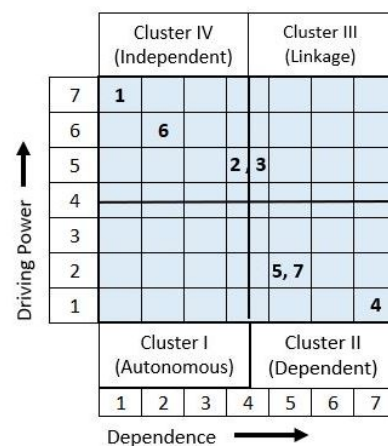 Cluster IV
(Independent)
Cluster III
(Linkage)
7 1
6 6
5 2 , 3
4
3
2 5, 7
1 4
Driving Power
Cluster I
(Autonomous)
Cluster II
(Dependent)
1 2 3 4 5 6 7
Dependence